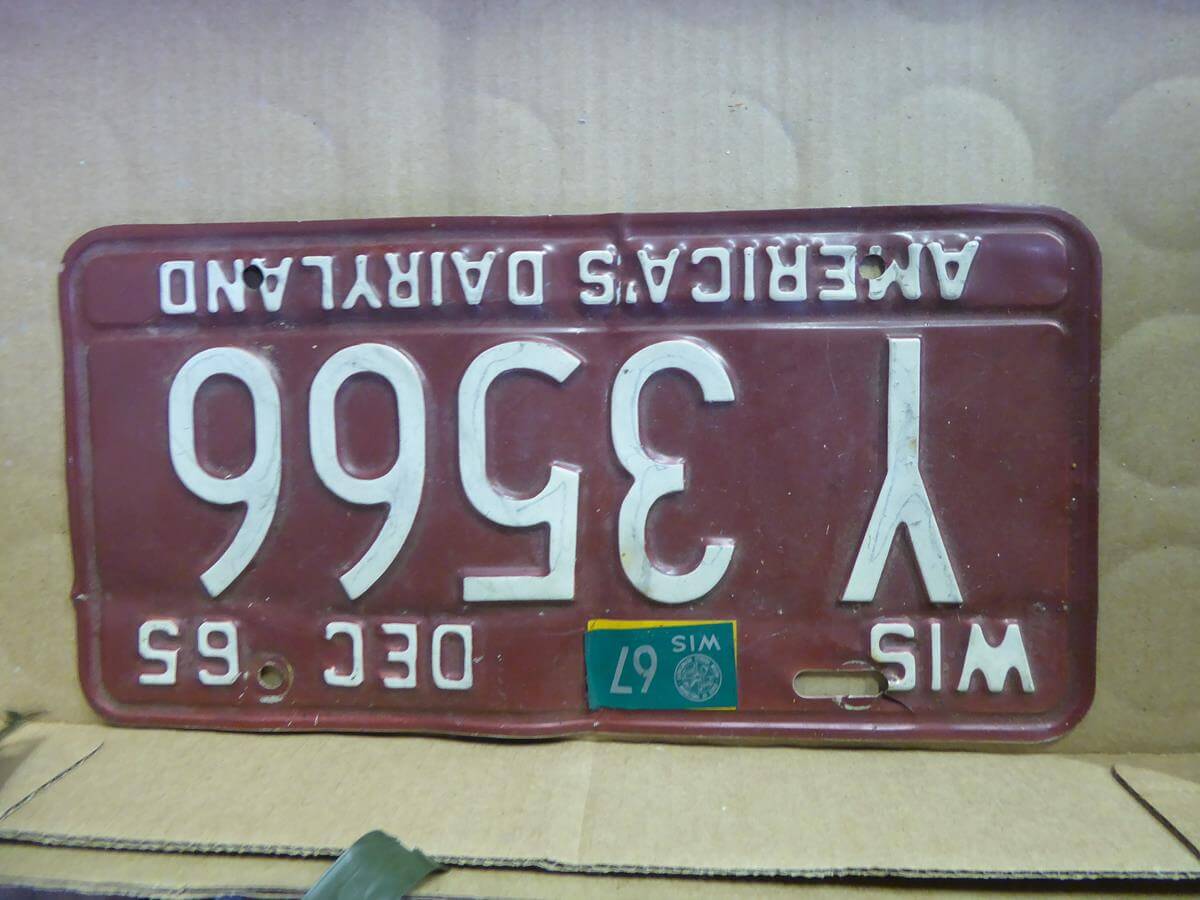 WIS 67 DEC 65
WIS
Y 3566
AMERICA'S DAIRYLAND